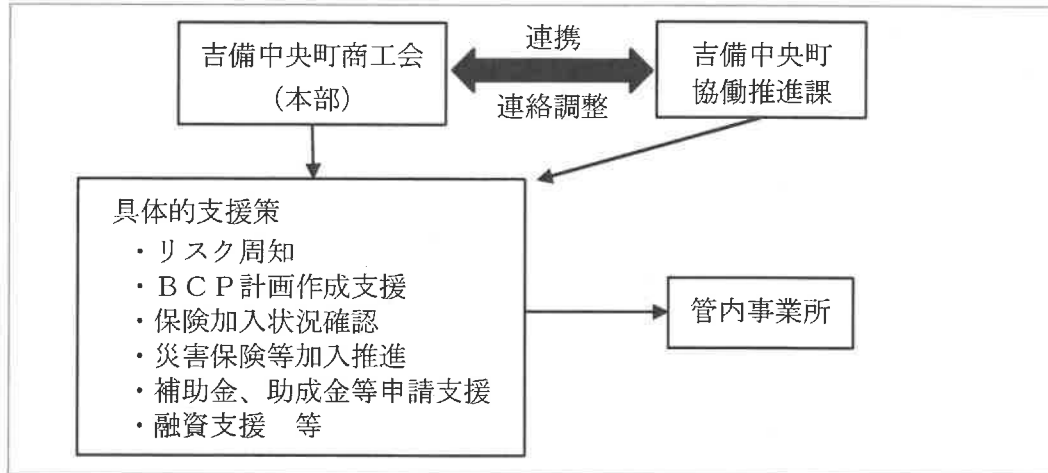 吉備中央町商工会
（本部）
連携
連絡調整
吉備中央町
協働推進課
具体的支援策
・リスク周知
・ＢＣＰ計画作成支援
・保険加入状況確認
・災害保険等加入推進
・補助金、助成金等申請支援
・融資支援　等
管内事業所